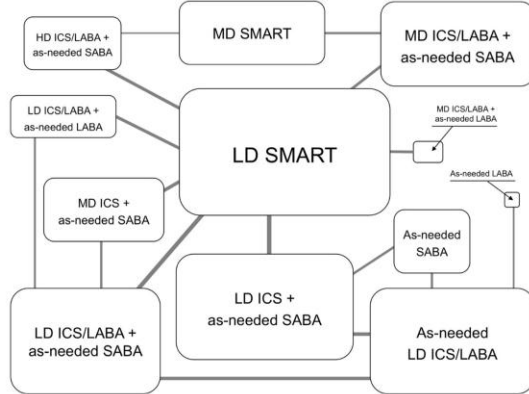 HD ICS/LABA +
as-needed SABA
MD SMART
MD ICS/LABA +
as-needed SABA
LD ICS/LABA +
as-needed LABA
LD SMART
MD ICS/LABA +
as-needed LABA
As-needed LABA
MD ICS +
as-needed SABA
As-needed
SABA
LD ICS/LABA +
as-needed SABA
LD ICS +
as-needed SABA
As-needed
LD ICS/LABA